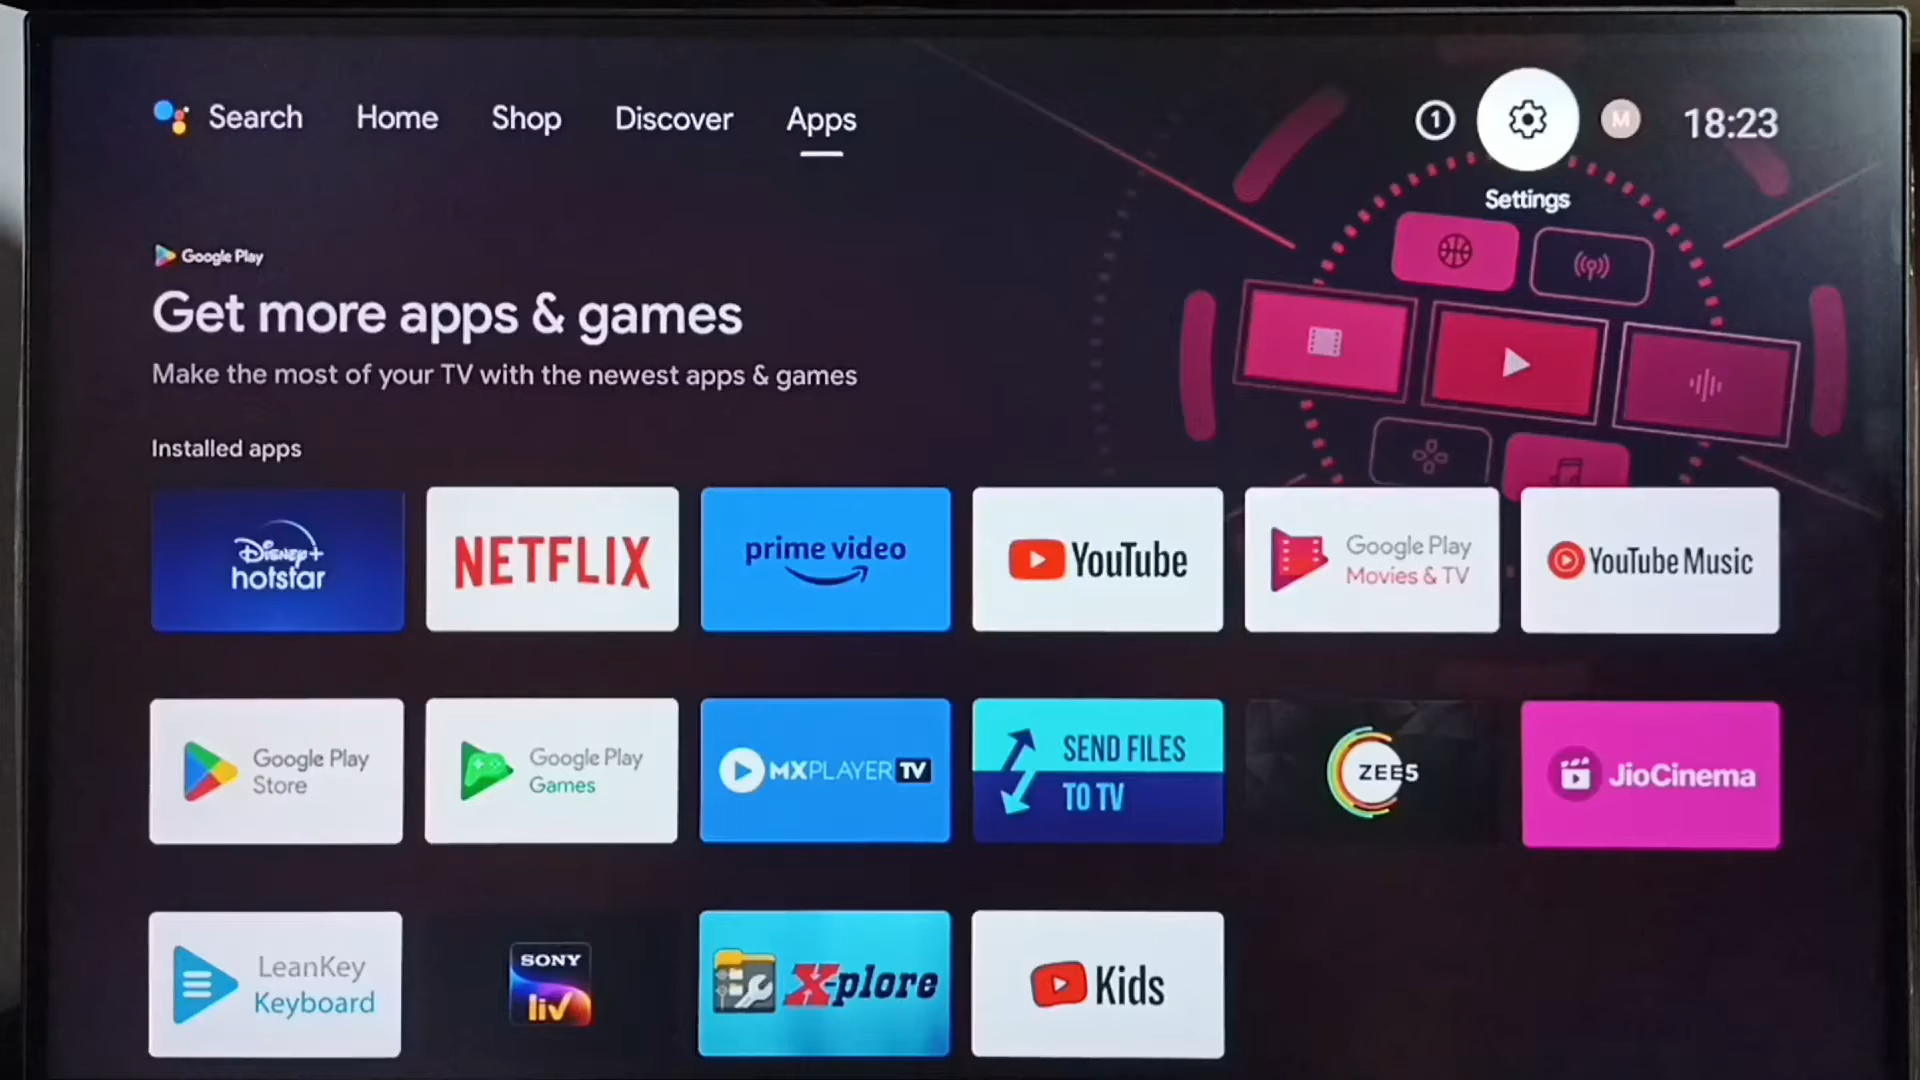 Search Home Shop Discover Apps
1
M
18:23
Settings
Google Play
Get more apps & games
Make the most of your TV with the newest apps & games
Installed apps
Disney+
hotstar
NETFLIX
prime video
YouTube
Google Play
Movies & TV
YouTube Music
Google Play
Store
Google Play
Games
MXPLAYER TV
SEND FILES
TO TV
ZEE5
JioCinema
LeanKey
Keyboard
SONY
liv
X-plore
Kids